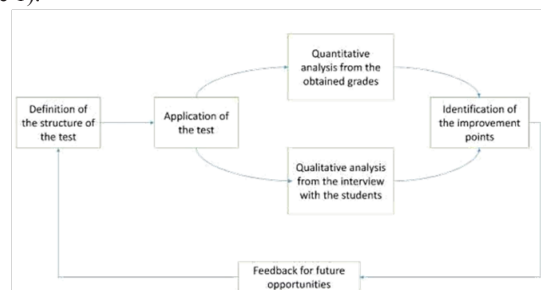 Quantitative
analysis from the
obtained grades
Definition of
the structure of
the test
Application of
the test
Identification of
the improvement
points
Qualitative analysis
from the interview
with the students
Feedback for future
opportunities